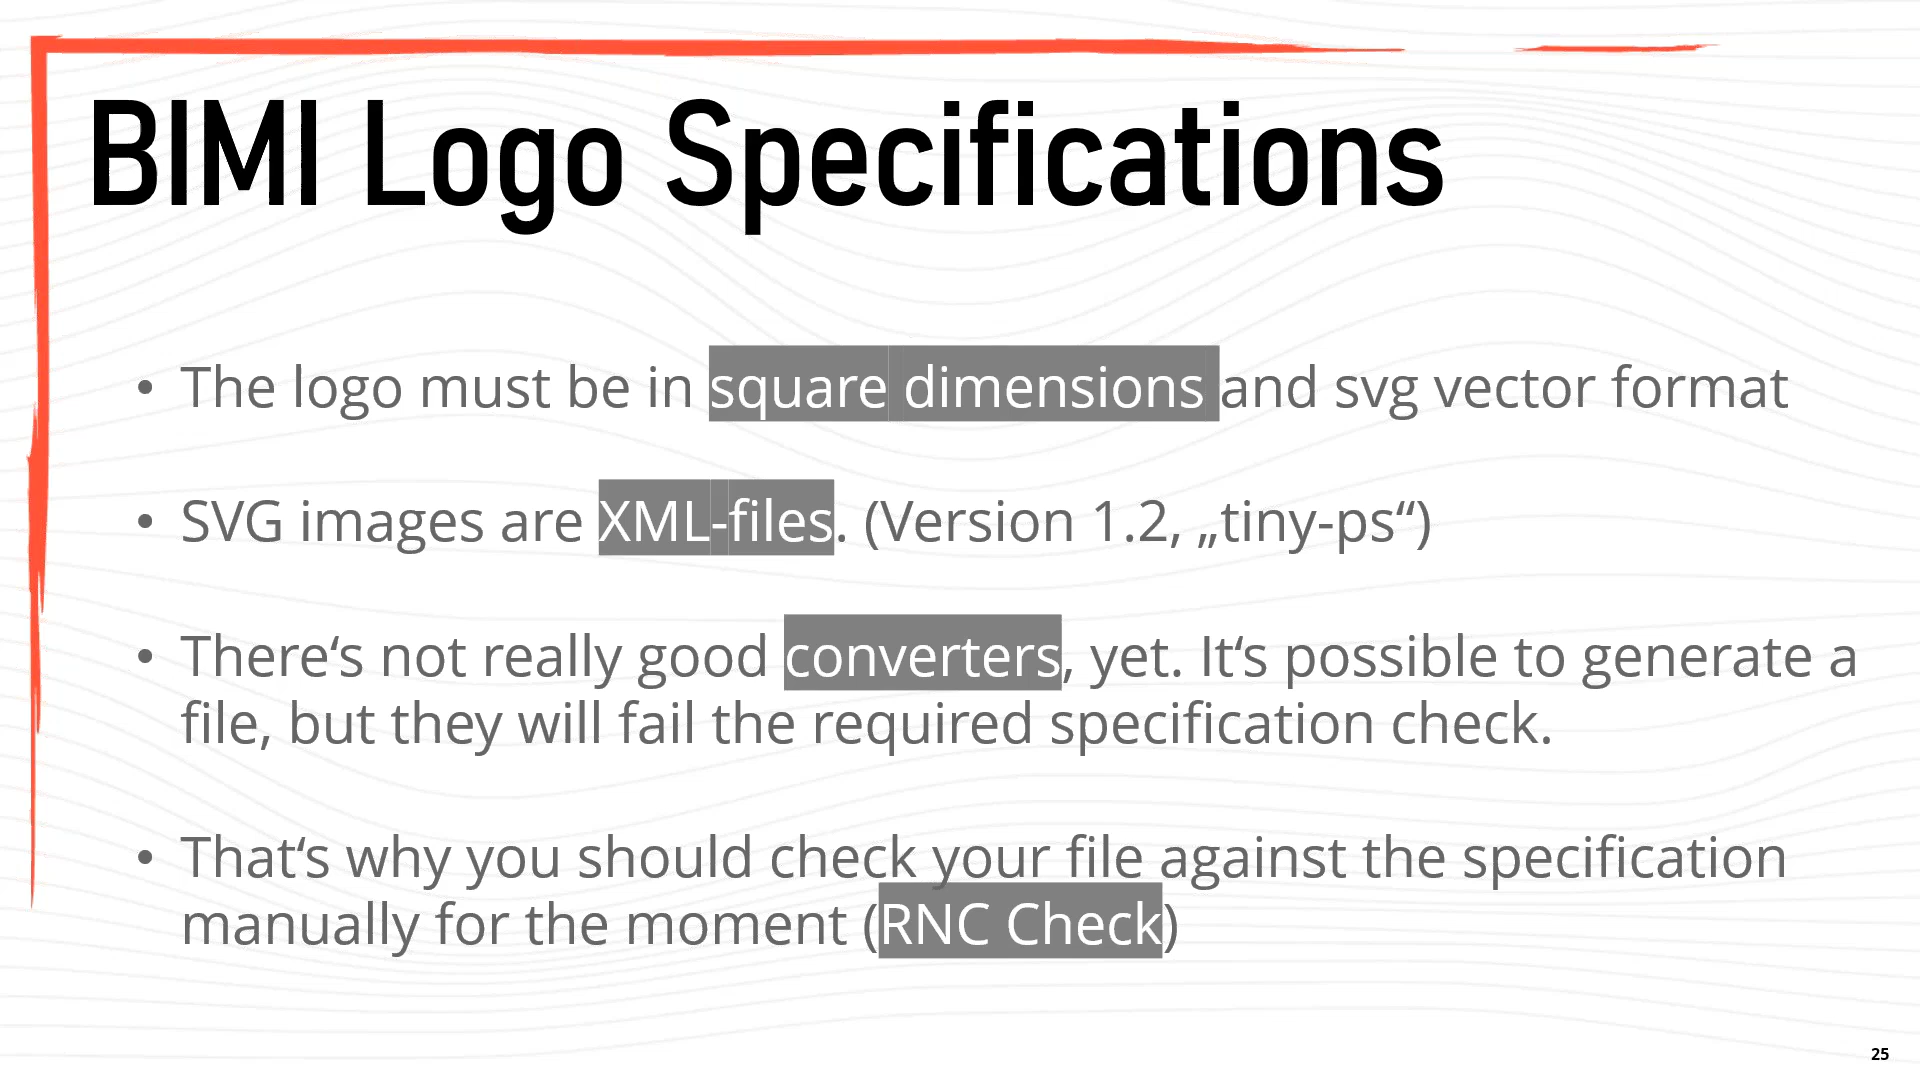 BIMI Logo Specifications
• The logo must be in square dimensions and svg vector format
• SVG images are XML-files. (Version 1.2, „tiny-ps“)
• There‘s not really good converters, yet. It‘s possible to generate a
file, but they will fail the required specification check.
• That‘s why you should check your file against the specification
manually for the moment (RNC Check)
25